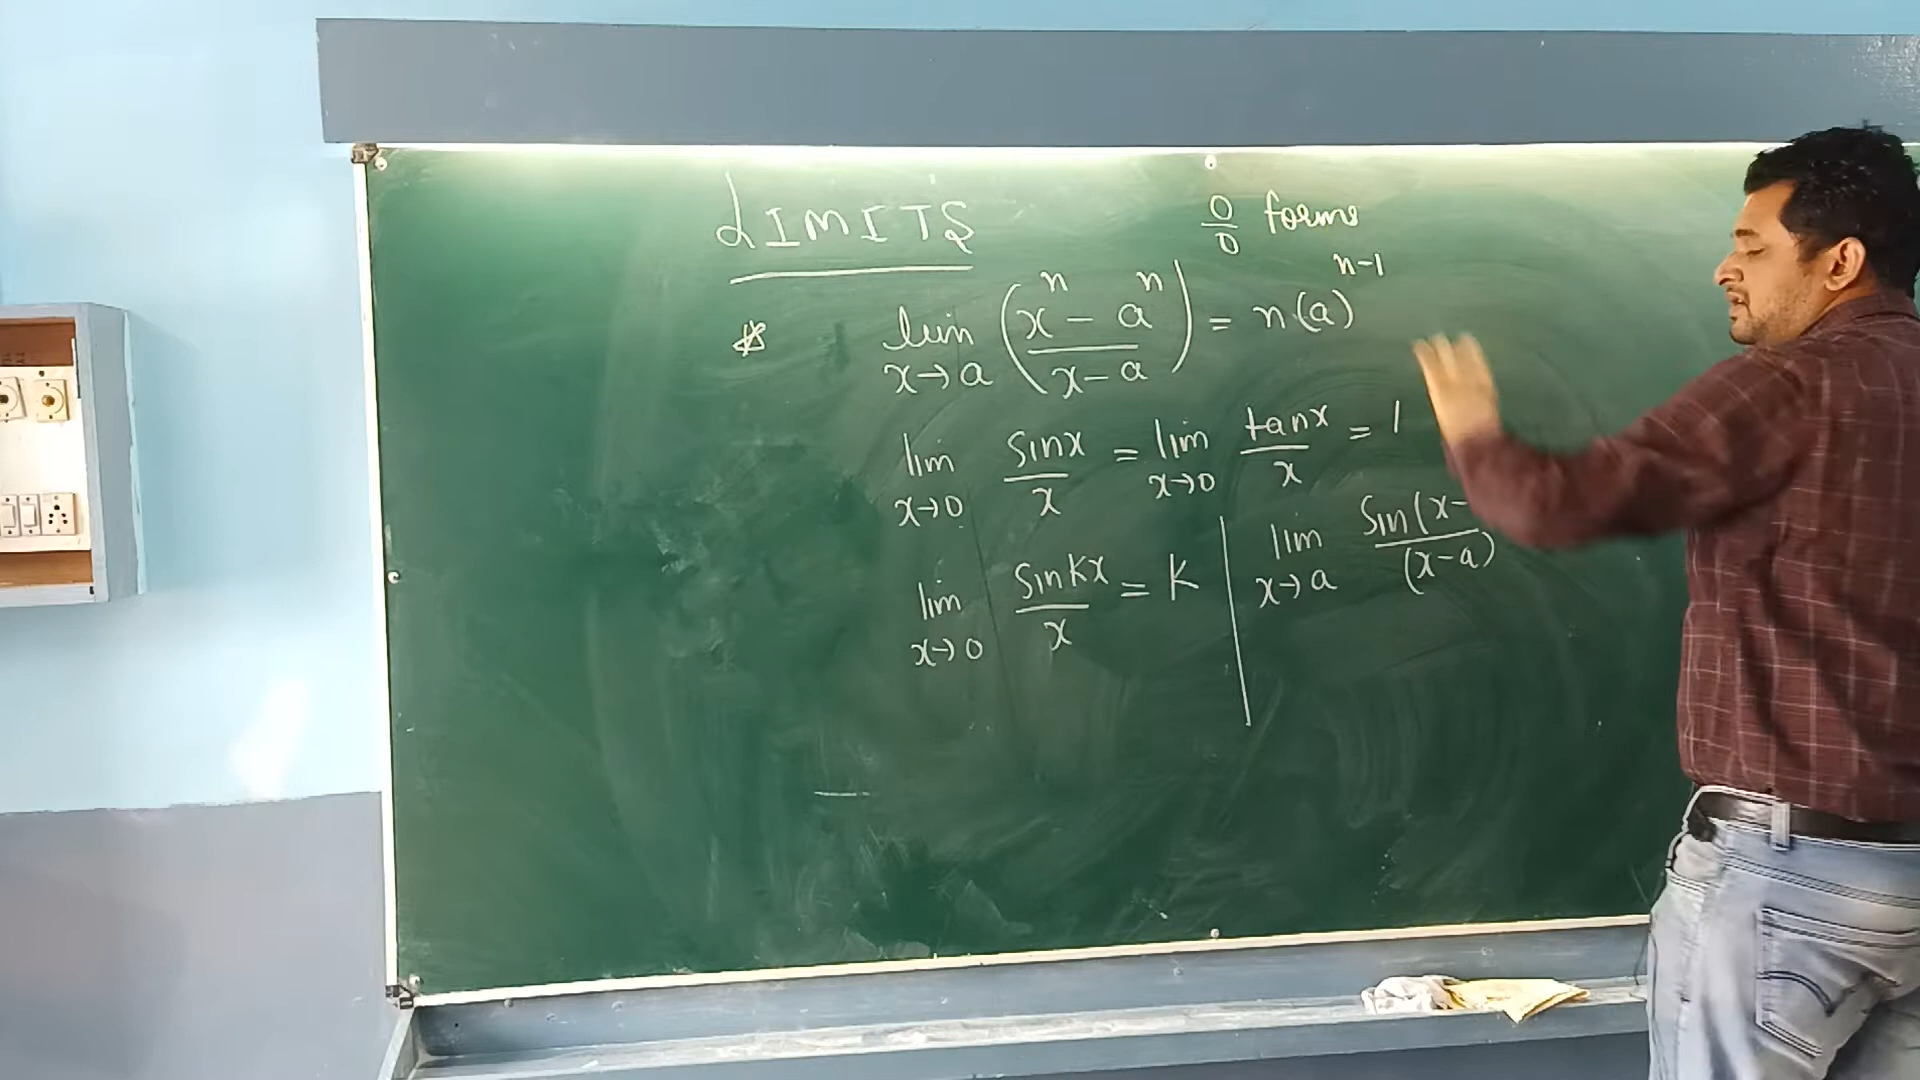 LIMITS
0/0 forms
* lim x→a (xⁿ - aⁿ / x - a) = n·(a)ⁿ⁻¹
lim x→0 sinx/x = lim x→0 tanx/x = 1
lim x→0 sinkx/x = k
lim x→a Sin(x- / (x-a)